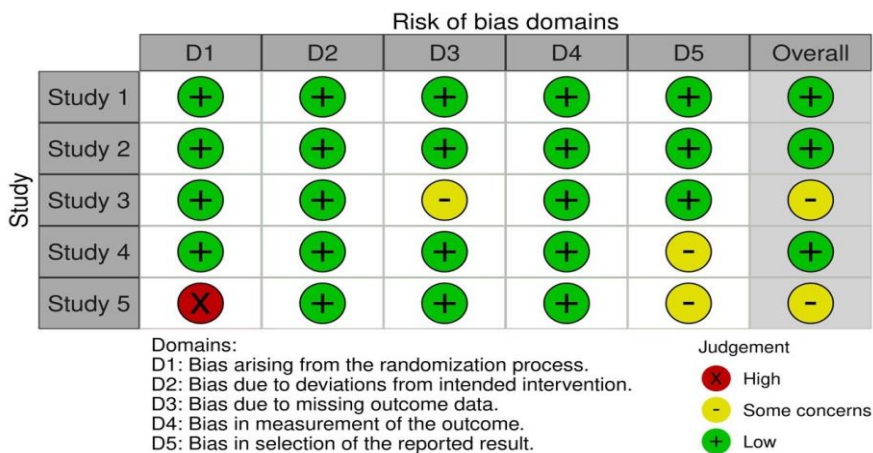 Risk of bias domains
D1 D2 D3 D4 D5 Overall
Study
Study 1 + + + + + +
Study 2 + + + + + +
Study 3 + + - + + -
Study 4 + + + + - +
Study 5 X + + + - -
Domains:
D1: Bias arising from the randomization process.
D2: Bias due to deviations from intended intervention.
D3: Bias due to missing outcome data.
D4: Bias in measurement of the outcome.
D5: Bias in selection of the reported result.
Judgement
X High
- Some concerns
+ Low